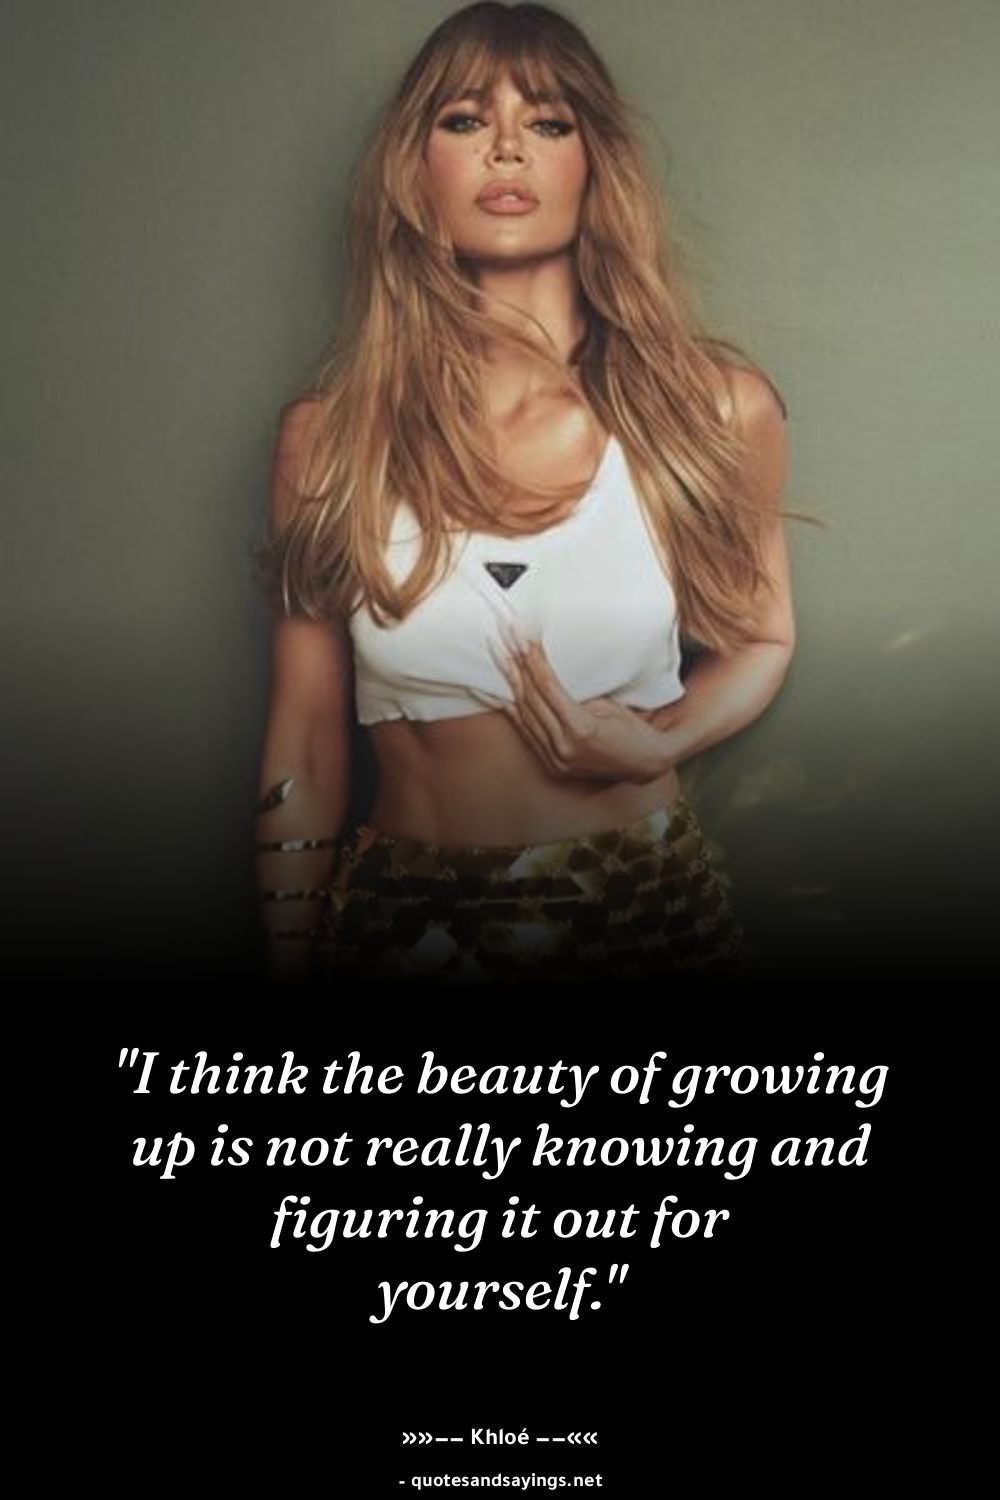 "I think the beauty of growing
up is not really knowing and
figuring it out for
yourself."
»»–– Khloé ––««
- quotesandsayings.net